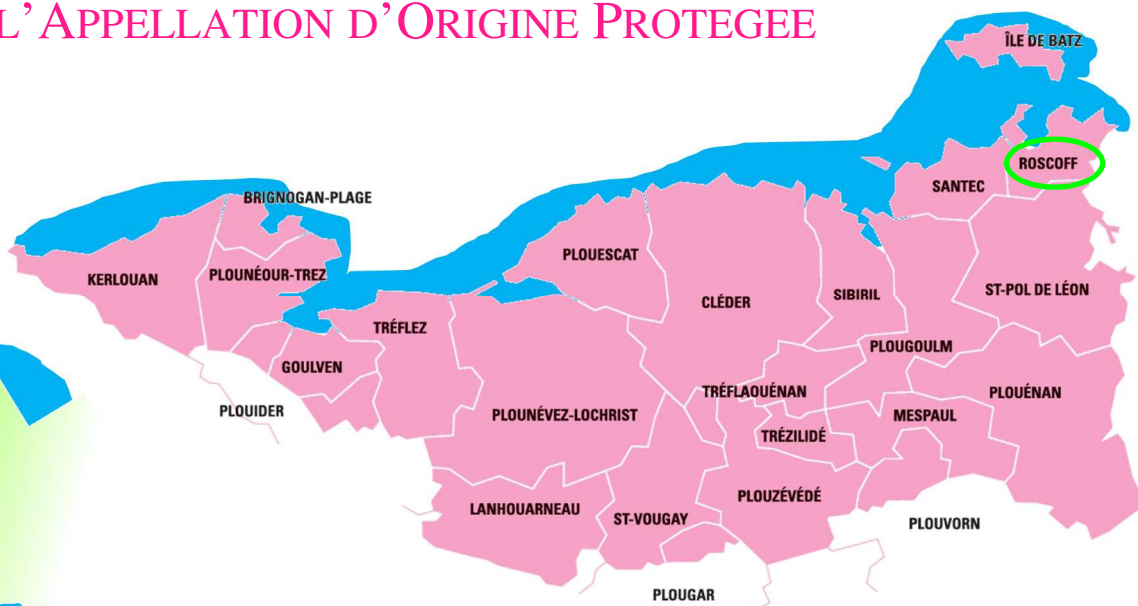 L'APPELLATION D'ORIGINE PROTEGEE
ÎLE DE BATZ
ROSCOFF
SANTEC
BRIGNOGAN-PLAGE
PLOUESCAT
KERLOUAN
PLOUNÉOUR-TREZ
CLÉDER
SIBIRIL
ST-POL DE LÉON
TRÉFLEZ
PLOUGOULM
GOULVEN
TRÉFLAOUÉNAN
PLOUÉNAN
PLOUIDER
PLOUNÉVEZ-LOCHRIST
MESPAUL
TRÉZILIDÉ
PLOUZÉVÉDÉ
LANHOUARNEAU
ST-VOUGAY
PLOUVORN
PLOUGAR